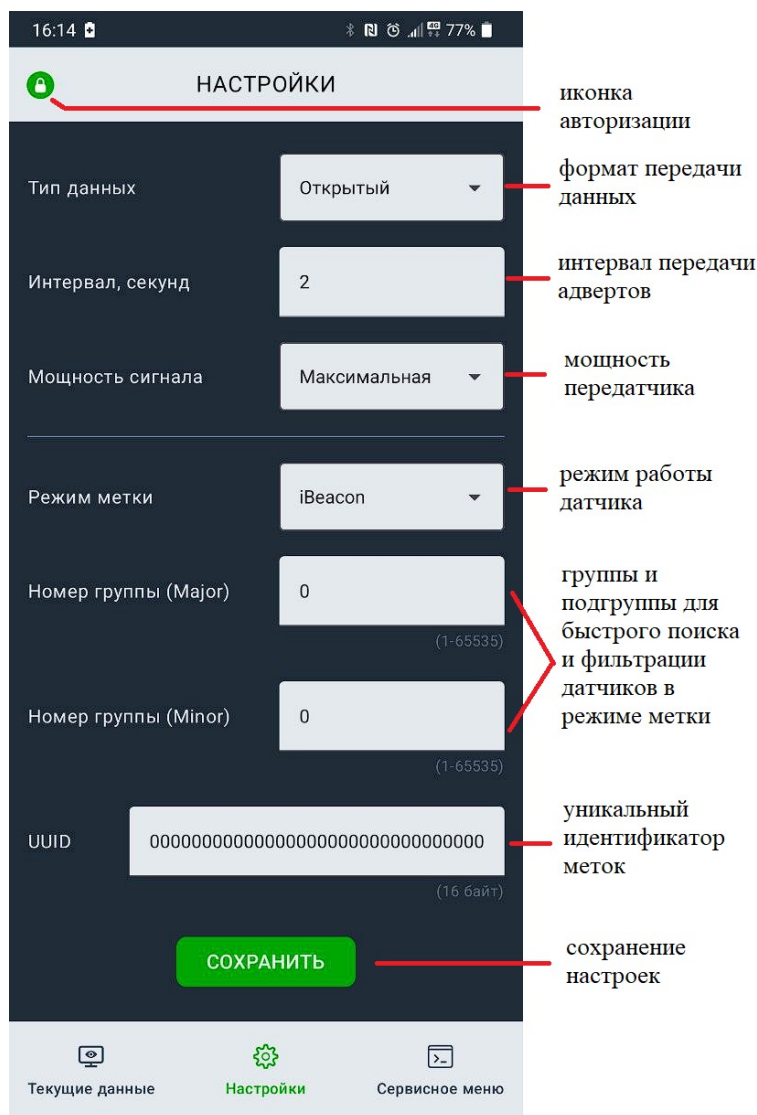 16:14
4G 77%
НАСТРОЙКИ
иконка
авторизации
Тип данных
Открытый
формат передачи
данных
Интервал, секунд
2
интервал передачи
адвертов
Мощность сигнала
Максимальная
мощность
передатчика
Режим метки
iBeacon
режим работы
датчика
Номер группы (Major)
0
(1-65535)
группы и
подгруппы для
быстрого поиска
и фильтрации
датчиков в
режиме метки
Номер группы (Minor)
0
(1-65535)
UUID
00000000000000000000000000000000
(16 байт)
уникальный
идентификатор
меток
СОХРАНИТЬ
сохранение
настроек
Текущие данные
Настройки
Сервисное меню